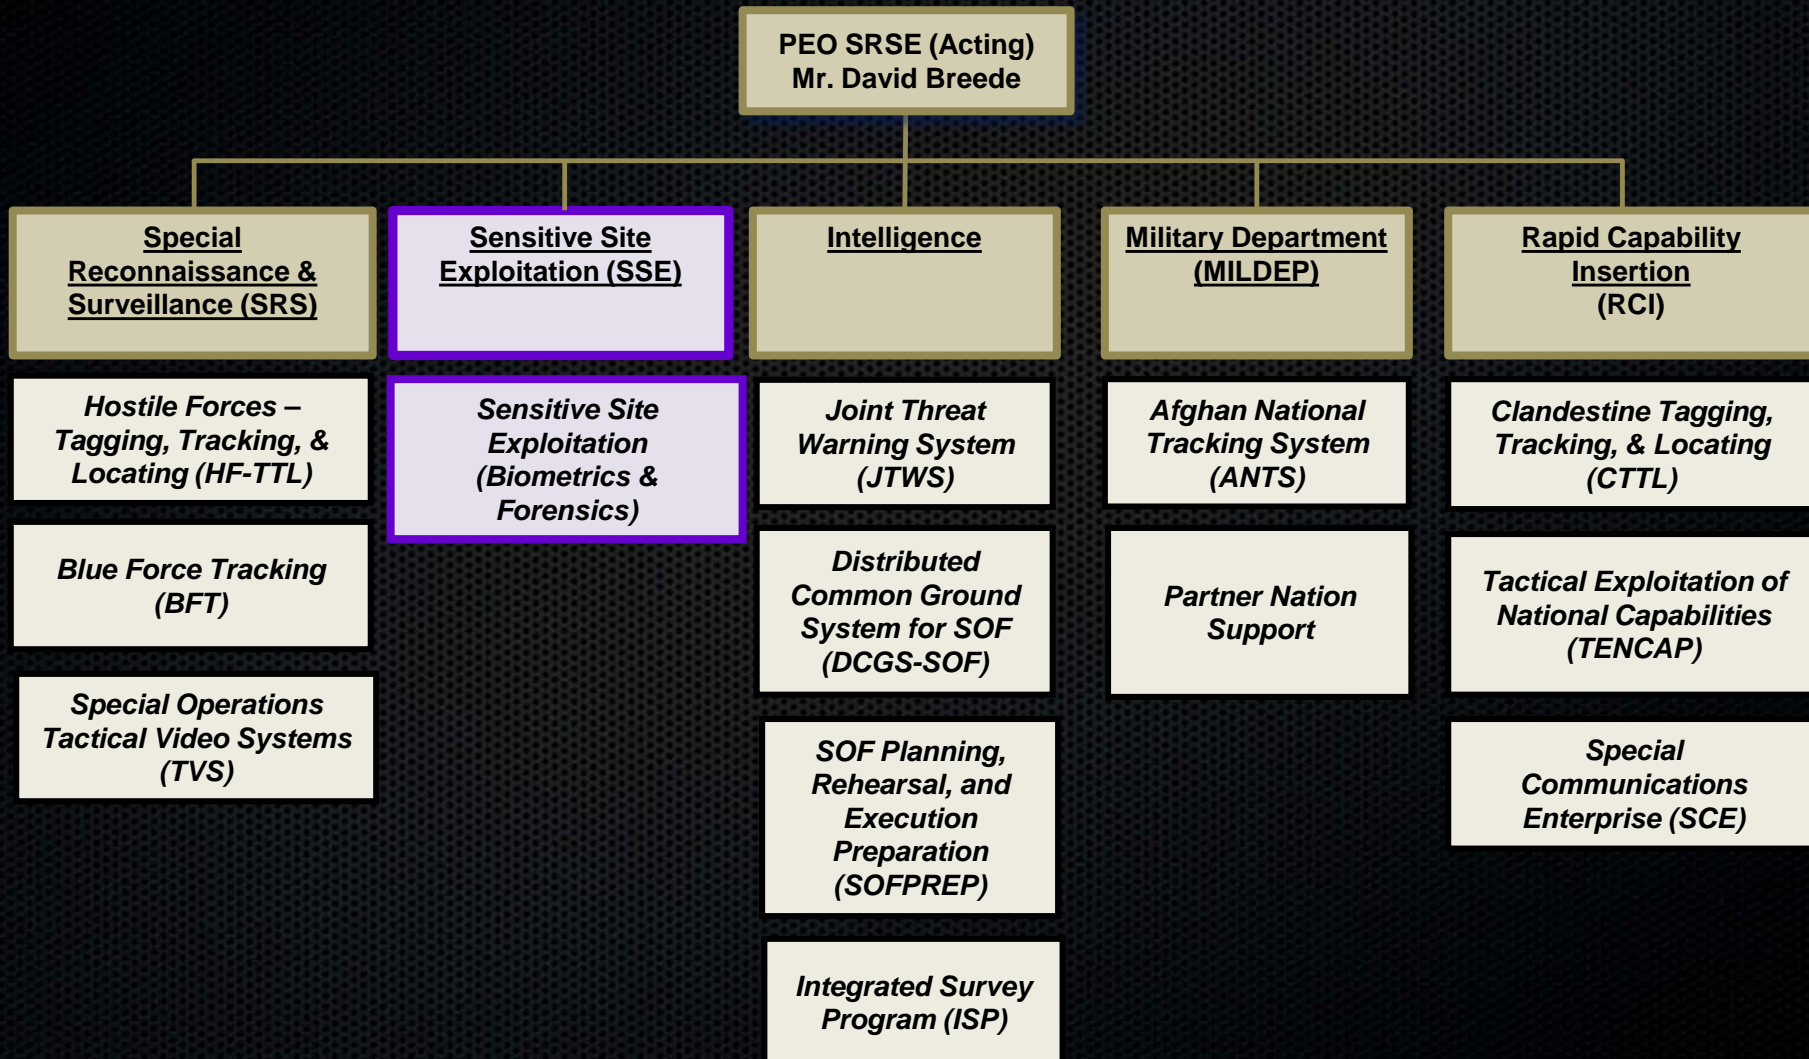 PEO SRSE (Acting)
Mr. David Breede
Special
Reconnaissance &
Surveillance (SRS)
Hostile Forces –
Tagging, Tracking, &
Locating (HF-TTL)
Blue Force Tracking
(BFT)
Special Operations
Tactical Video Systems
(TVS)
Sensitive Site
Exploitation (SSE)
Sensitive Site
Exploitation
(Biometrics &
Forensics)
Intelligence
Joint Threat
Warning System
(JTWS)
Distributed
Common Ground
System for SOF
(DCGS-SOF)
SOF Planning,
Rehearsal, and
Execution
Preparation
(SOFPREP)
Integrated Survey
Program (ISP)
Military Department
(MILDEP)
Afghan National
Tracking System
(ANTS)
Partner Nation
Support
Rapid Capability
Insertion
(RCI)
Clandestine Tagging,
Tracking, & Locating
(CTTL)
Tactical Exploitation of
National Capabilities
(TENCAP)
Special
Communications
Enterprise (SCE)